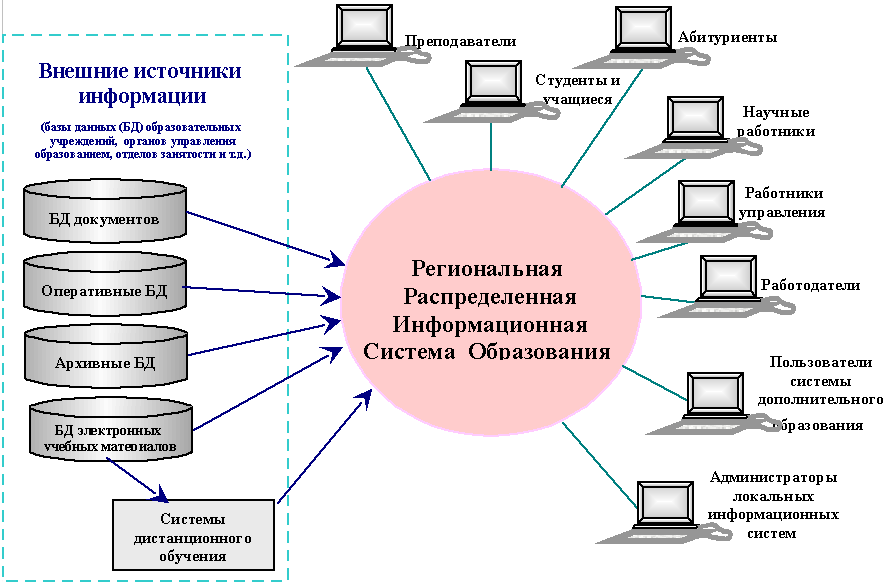 Внешние источники
информации
(базы данных (БД) образовательных
учреждений, органов управления
образованием, отделов занятости и т.д.)
БД документов
Оперативные БД
Архивные БД
БД электронных
учебных материалов
Системы
дистанционного
обучения
Региональная
Распределенная
Информационная
Система Образования
Преподаватели
Студенты и
учащиеся
Абитуриенты
Научные
работники
Работники
управления
Работодатели
Пользователи
системы
дополнительного
образования
Администраторы
локальных
информационных
систем